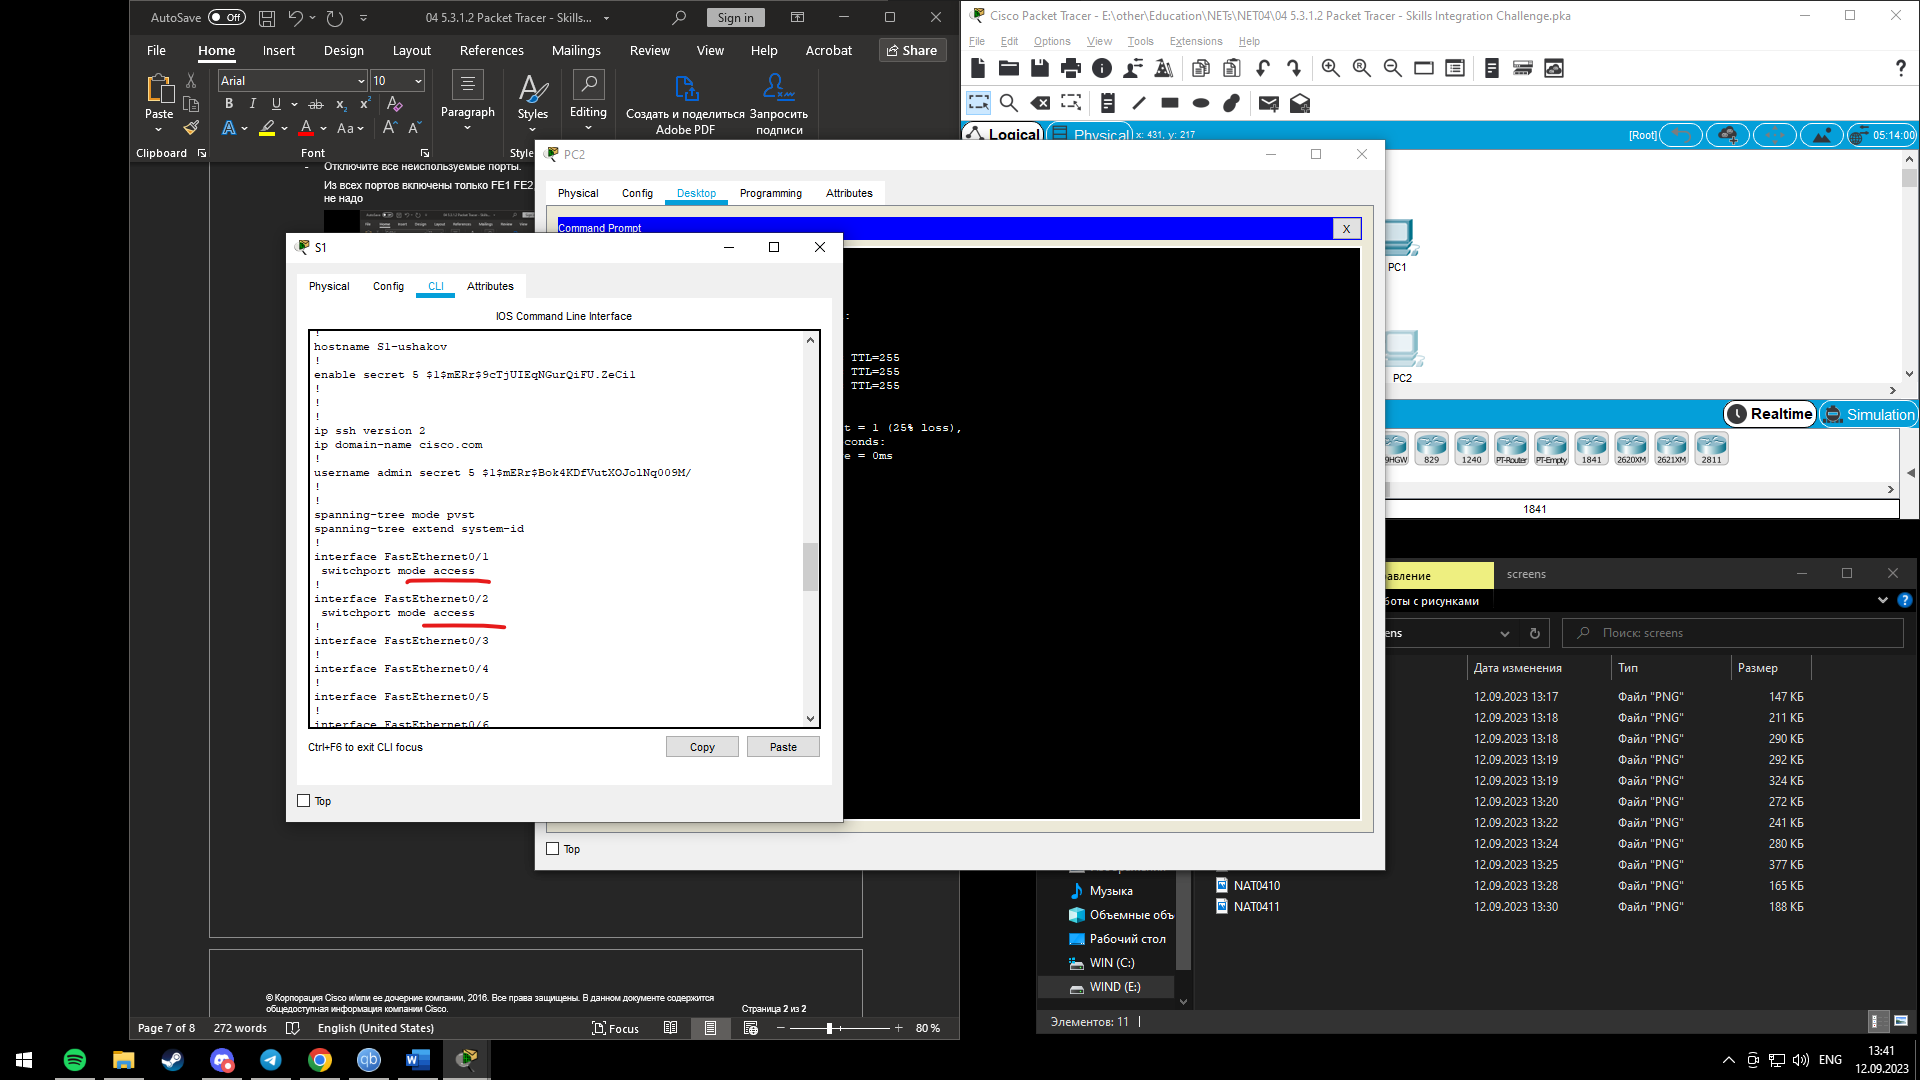 AutoSave Off 04 5.3.1.2 Packet Tracer - Skills... Sign in
File Home Insert Design Layout References Mailings Review View Help Acrobat Share
Paste
Clipboard
Arial 10
B I U ab x₂ x² A
A A Aa A A
Font
Paragraph
Styles
Editing
Создать и поделиться
Adobe PDF
Запросить
подписи
Отключите все неиспользуемые порты.
Из всех портов включены только FE1 FE2,
не надо
© Корпорация Cisco и/или ее дочерние компании, 2016. Все права защищены. В данном документе содержится
общедоступная информация компании Cisco.
Страница 2 из 2
Page 7 of 8 272 words English (United States) Focus 80 %
Cisco Packet Tracer - E:\other\Education\NETs\NET04\04 5.3.1.2 Packet Tracer - Skills Integration Challenge.pka
File Edit Options View Tools Extensions Help
?
Logical Physical x: 431, y: 217 [Root] 05:14:00
PC1
PC2
Realtime Simulation
829 1240 PT-Router PT-Empty 1841 2620XM 2621XM 2811
1841
PC2
Physical Config Desktop Programming Attributes
Command Prompt X
:
TTL=255
TTL=255
TTL=255
t = 1 (25% loss),
conds:
e = 0ms
Top
S1
Physical Config CLI Attributes
IOS Command Line Interface
!
hostname S1-ushakov
!
enable secret 5 $1$mERr$9cTjUIEqNGurQiFU.ZeCi1
!
!
!
ip ssh version 2
ip domain-name cisco.com
!
username admin secret 5 $1$mERr$Bok4KDfVutXOJolNq009M/
!
!
spanning-tree mode pvst
spanning-tree extend system-id
!
interface FastEthernet0/1
switchport mode access
!
interface FastEthernet0/2
switchport mode access
!
interface FastEthernet0/3
!
interface FastEthernet0/4
!
interface FastEthernet0/5
!
interface FastEthernet0/6
Ctrl+F6 to exit CLI focus
Copy Paste
Top
авление screens
боты с рисунками
ens Поиск: screens
Дата изменения Тип Размер
12.09.2023 13:17 Файл "PNG" 147 КБ
12.09.2023 13:18 Файл "PNG" 211 КБ
12.09.2023 13:18 Файл "PNG" 290 КБ
12.09.2023 13:19 Файл "PNG" 292 КБ
12.09.2023 13:19 Файл "PNG" 324 КБ
12.09.2023 13:20 Файл "PNG" 272 КБ
12.09.2023 13:22 Файл "PNG" 241 КБ
12.09.2023 13:24 Файл "PNG" 280 КБ
12.09.2023 13:25 Файл "PNG" 377 КБ
NAT0410 12.09.2023 13:28 Файл "PNG" 165 КБ
NAT0411 12.09.2023 13:30 Файл "PNG" 188 КБ
Музыка
Объемные объ
Рабочий стол
WIN (C:)
WIND (E:)
Элементов: 11
ENG
13:41
12.09.2023